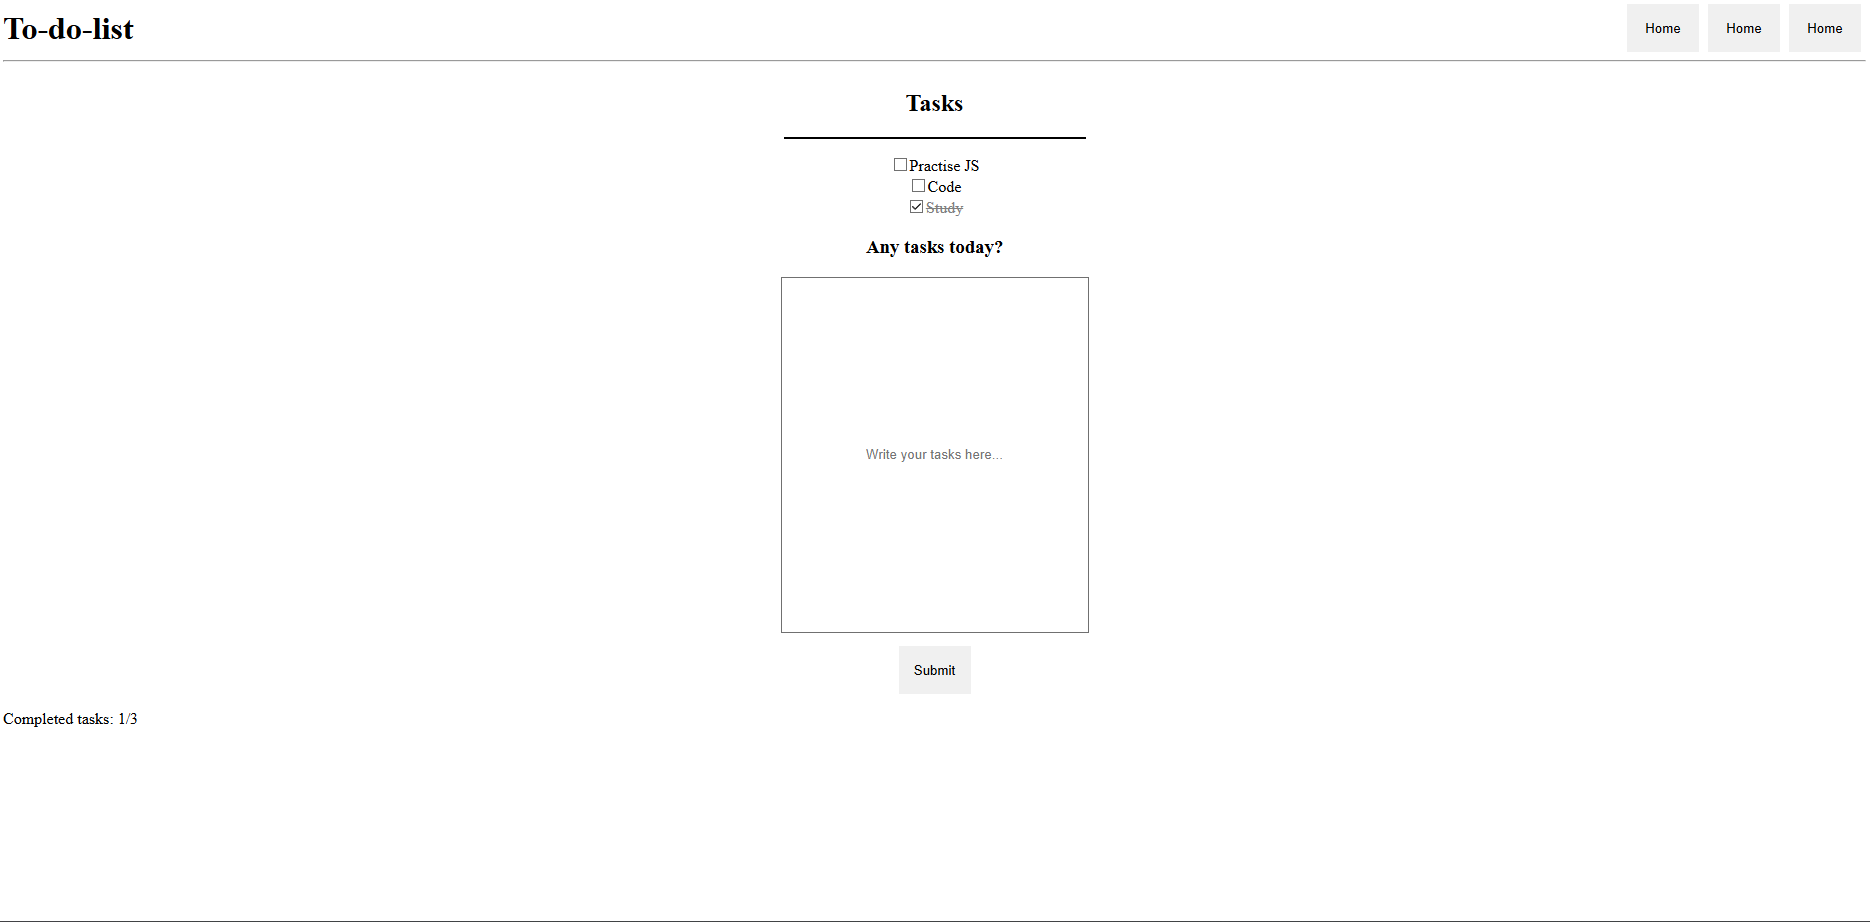 To-do-list
Home Home Home
Tasks
Practise JS
Code
Study
Any tasks today?
Write your tasks here...
Submit
Completed tasks: 1/3